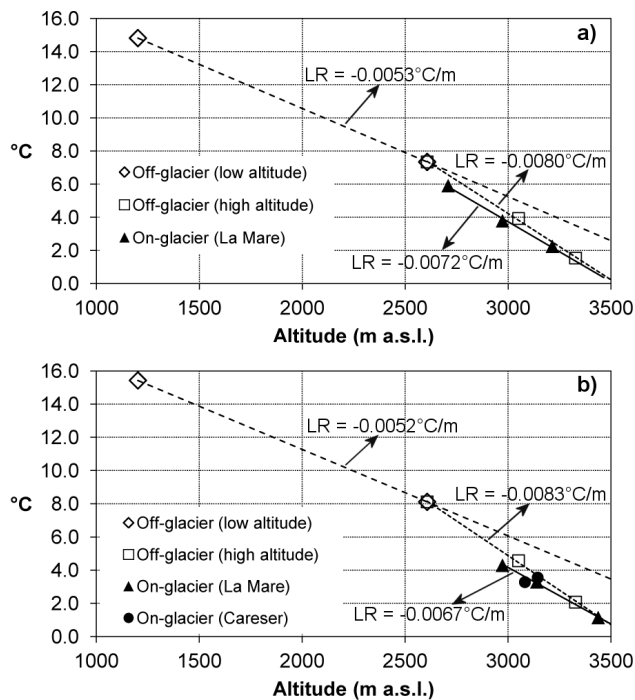 16.0
a)
14.0
LR = -0.0053°C/m
12.0
10.0
°C
8.0
LR = -0.0080°C/m
Off-glacier (low altitude)
6.0
Off-glacier (high altitude)
4.0
On-glacier (La Mare)
2.0
LR = -0.0072°C/m
0.0
1000 1500 2000 2500 3000 3500
Altitude (m a.s.l.)
16.0
b)
14.0
LR = -0.0052°C/m
12.0
10.0
°C
LR = -0.0083°C/m
8.0
Off-glacier (low altitude)
6.0
Off-glacier (high altitude)
4.0
On-glacier (La Mare)
2.0
On-glacier (Careser)
LR = -0.0067°C/m
0.0
1000 1500 2000 2500 3000 3500
Altitude (m a.s.l.)